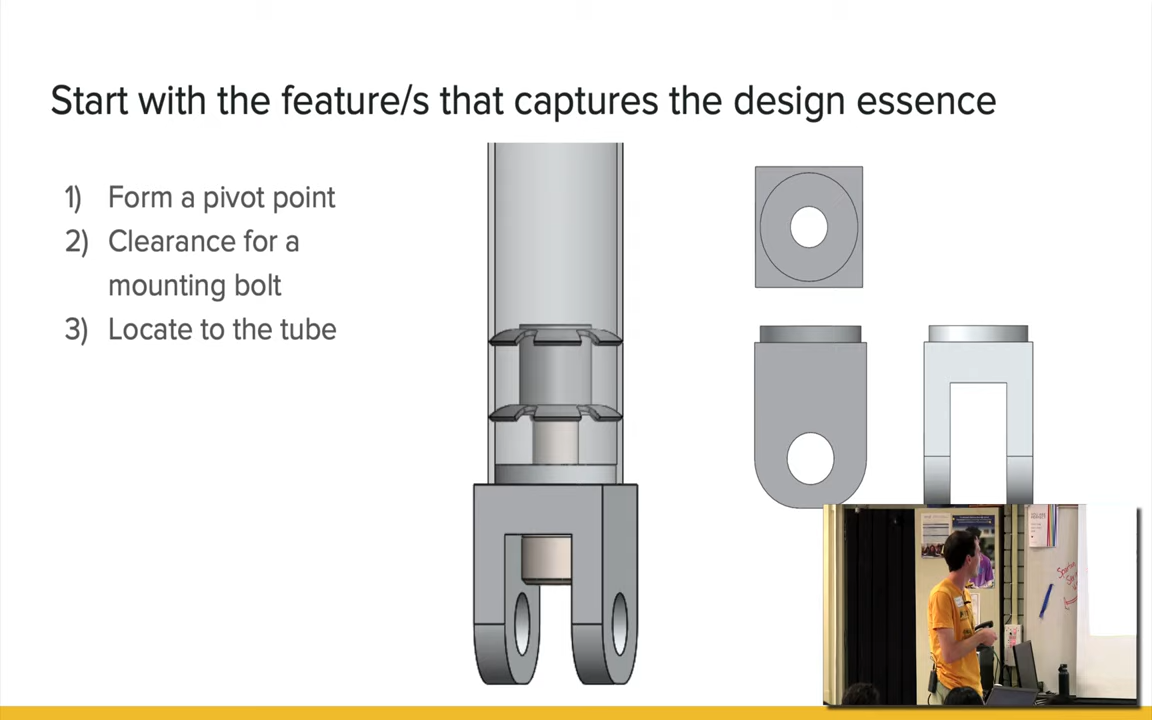 Start with the feature/s that captures the design essence
1) Form a pivot point
2) Clearance for a
mounting bolt
3) Locate to the tube